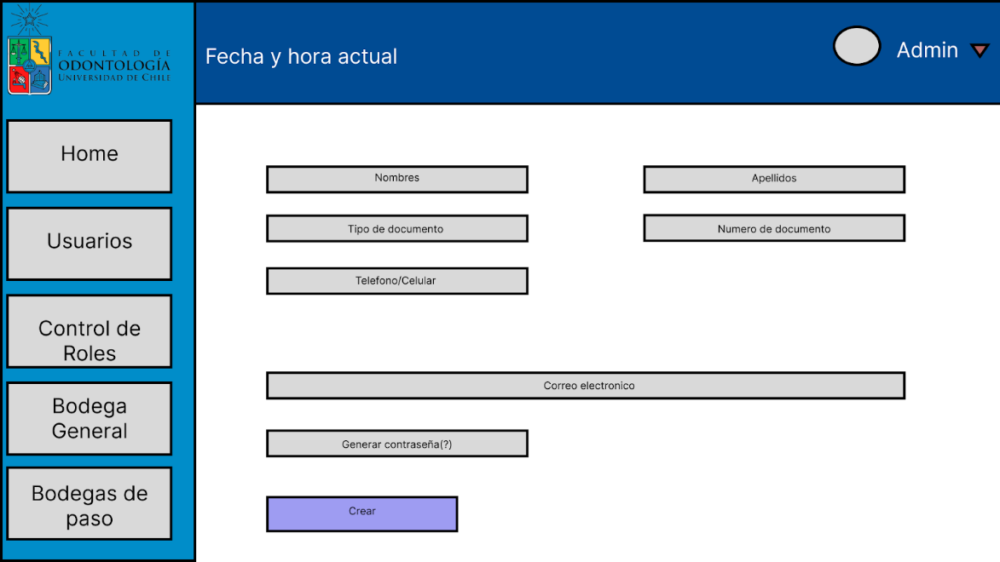 FACULTAD DE
ODONTOLOGÍA
UNIVERSIDAD DE CHILE
Fecha y hora actual
Admin
Home
Usuarios
Control de
Roles
Bodega
General
Bodegas de
paso
Nombres
Apellidos
Tipo de documento
Numero de documento
Telefono/Celular
Correo electronico
Generar contraseña(?)
Crear